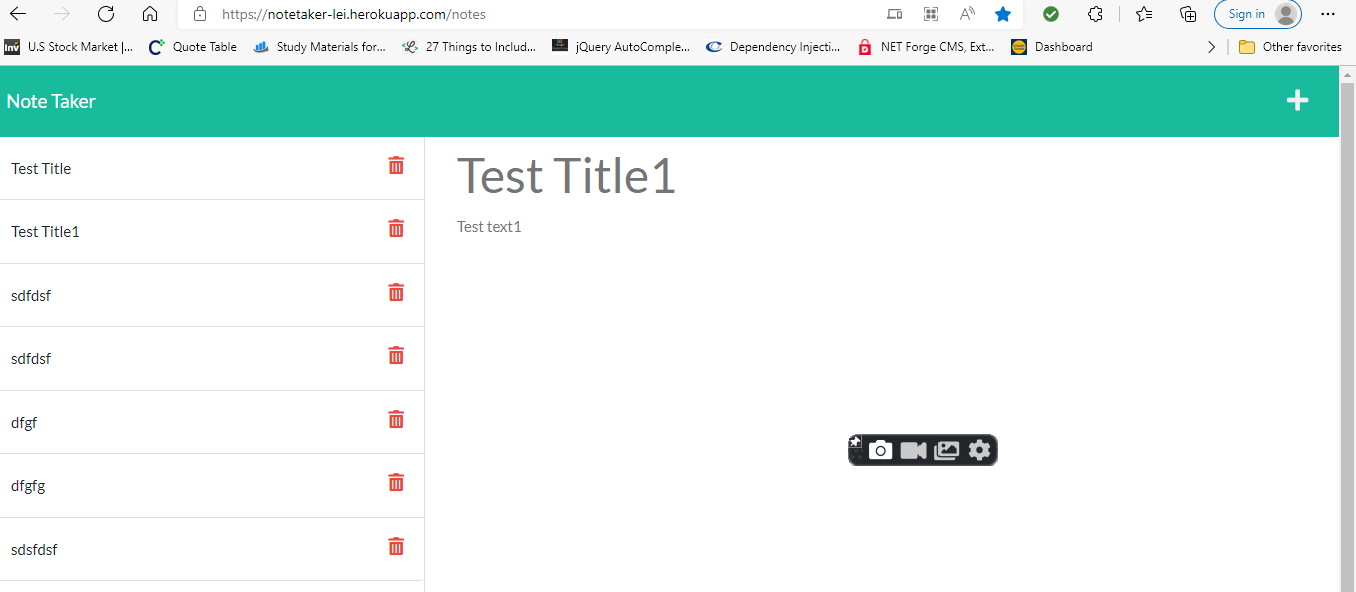 https://notetaker-lei.herokuapp.com/notes
Sign in
Inv U.S Stock Market |...
Quote Table
Study Materials for...
27 Things to Includ...
jQuery AutoComple...
Dependency Injecti...
NET Forge CMS, Ext...
Dashboard
Other favorites
Note Taker
Test Title
Test Title1
sdfdsf
sdfdsf
dfgf
dfgfg
sdsfdsf
Test Title1
Test text1